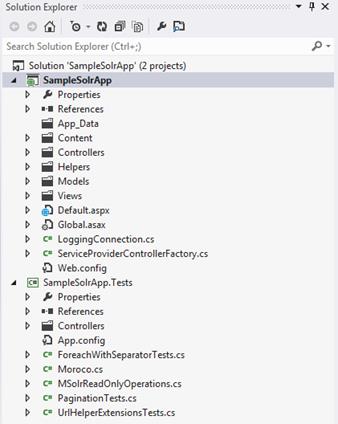 Solution Explorer
Search Solution Explorer (Ctrl+;)
Solution 'SampleSolrApp' (2 projects)
SampleSolrApp
Properties
References
App_Data
Content
Controllers
Helpers
Models
Views
Default.aspx
Global.asax
LoggingConnection.cs
ServiceProviderControllerFactory.cs
Web.config
SampleSolrApp.Tests
Properties
References
Controllers
App.config
ForeachWithSeparatorTests.cs
Moroco.cs
MSolrReadOnlyOperations.cs
PaginationTests.cs
UrlHelperExtensionsTests.cs